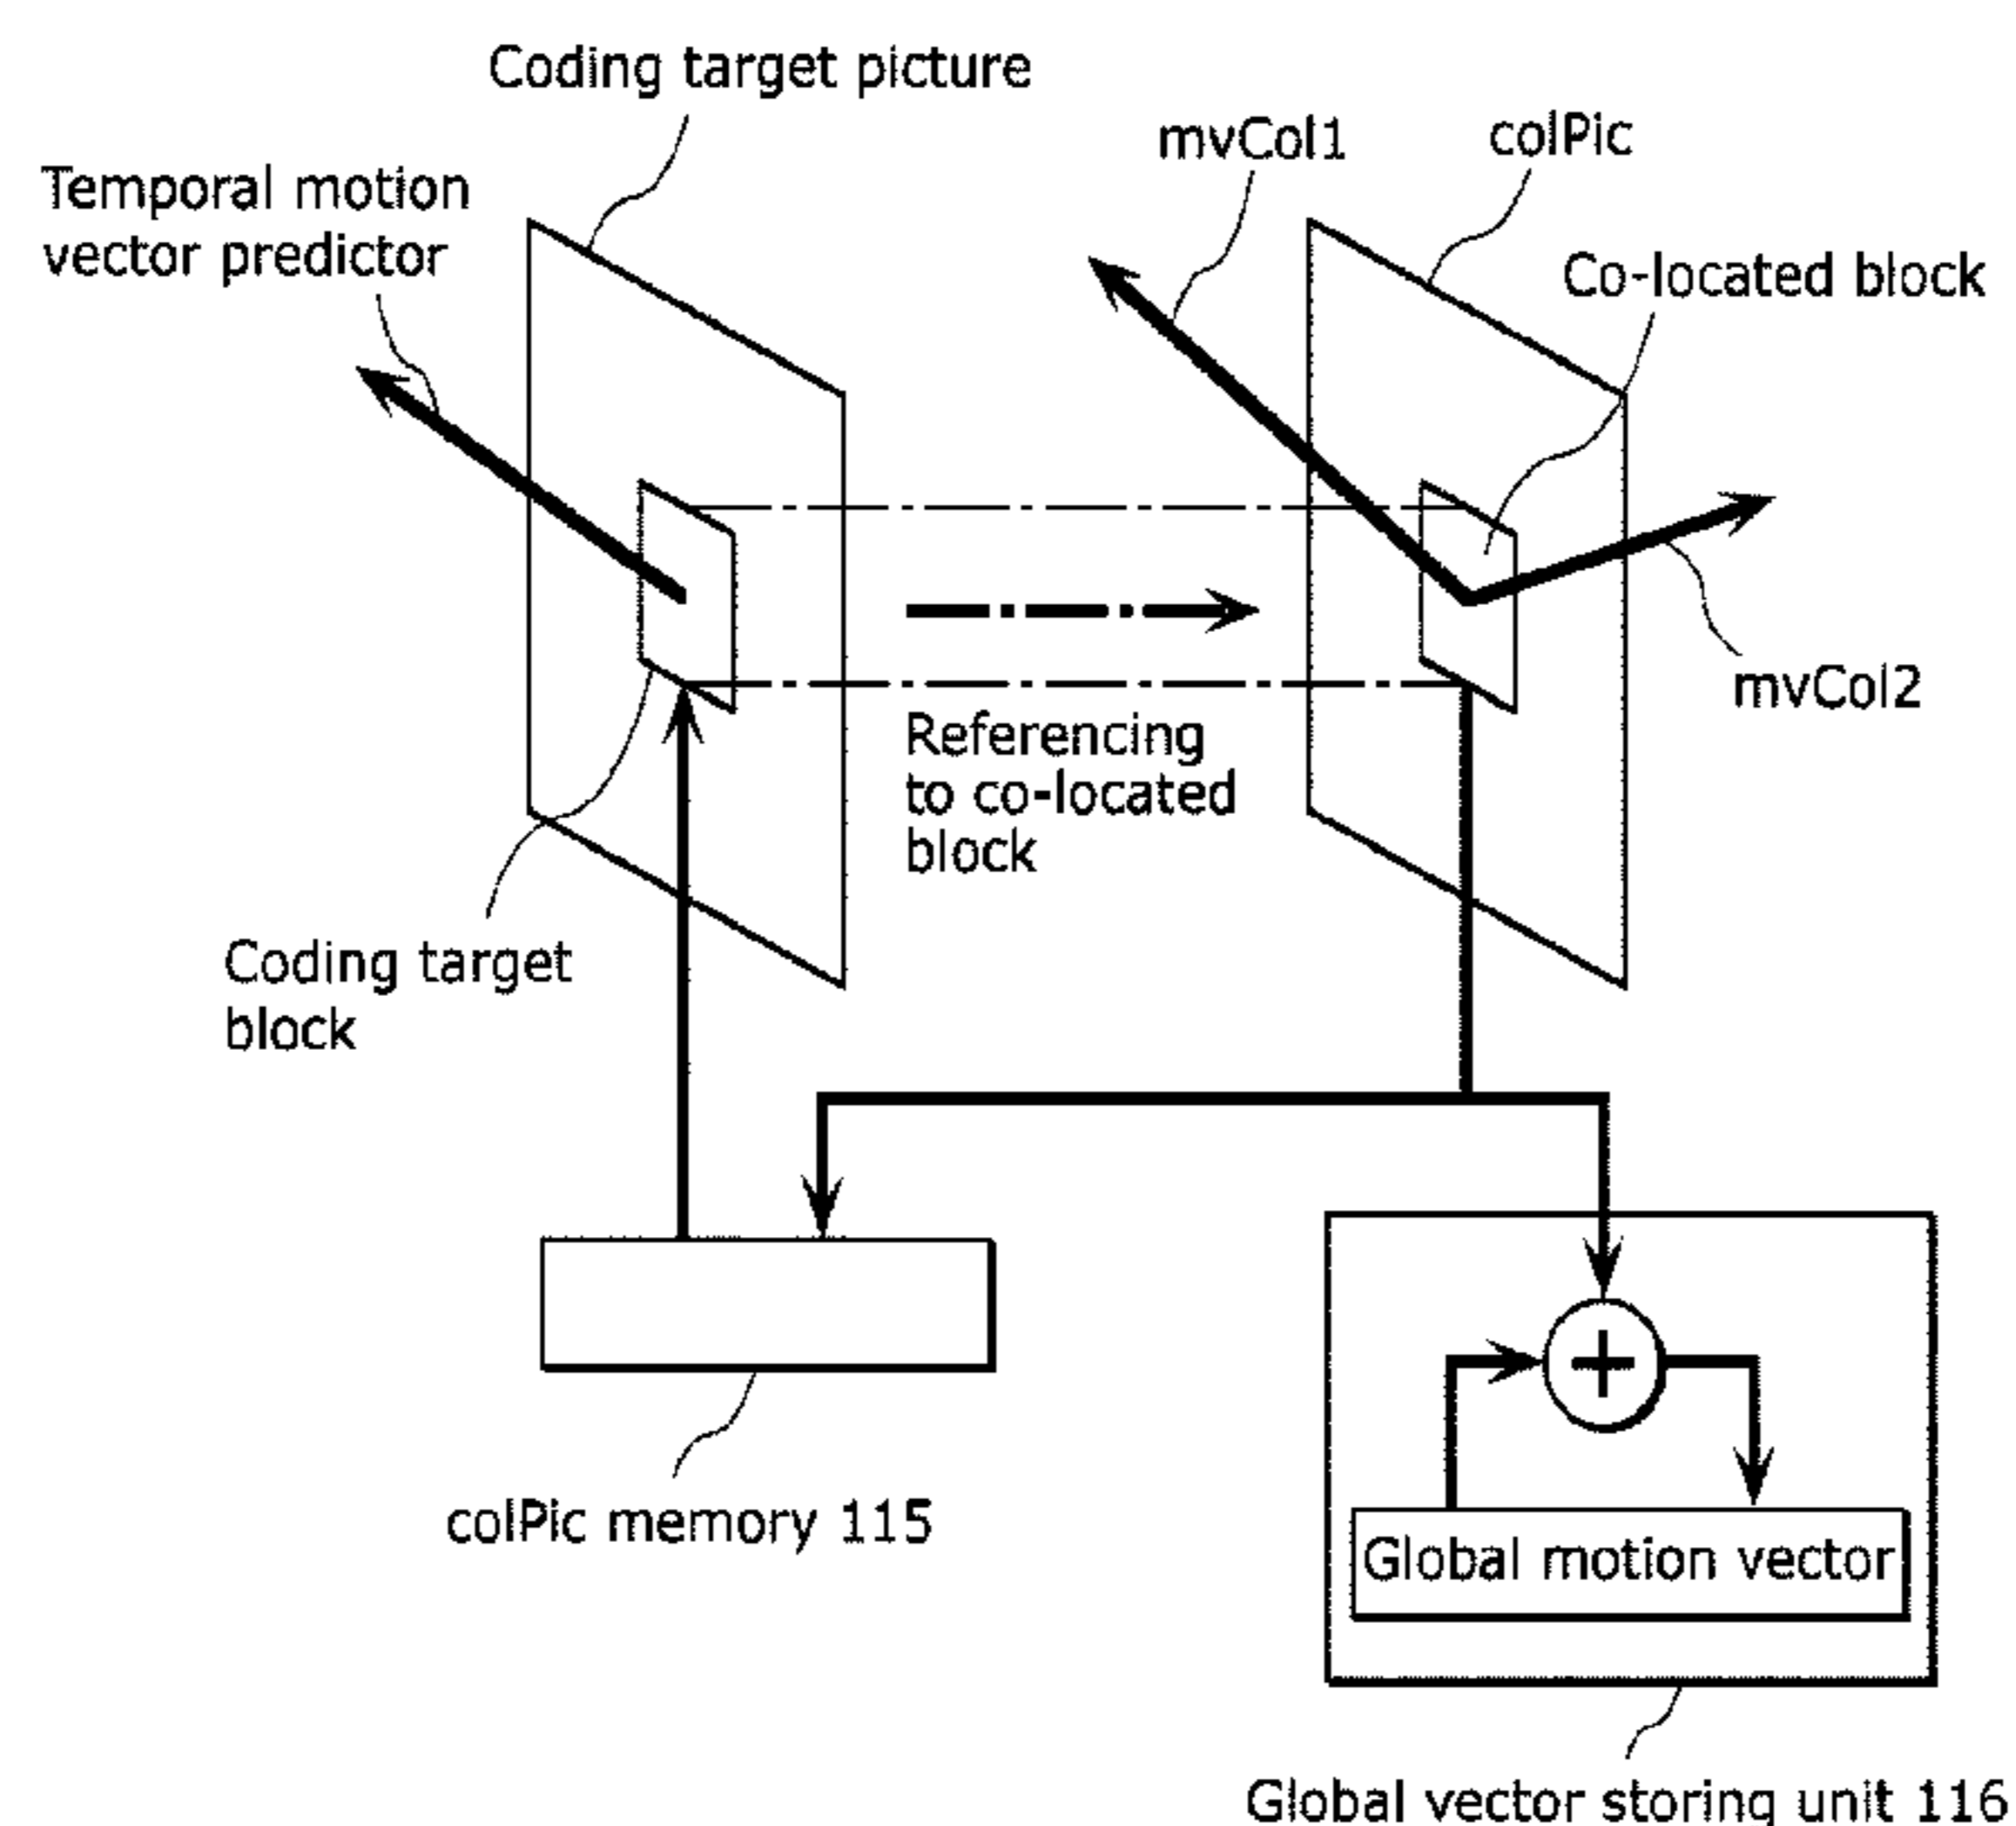 Coding target picture
mvCol1
colPic
Temporal motion
vector predictor
Co-located block
mvCol2
Referencing
to co-located
block
Coding target
block
colPic memory 115
Global motion vector
Global vector storing unit 116